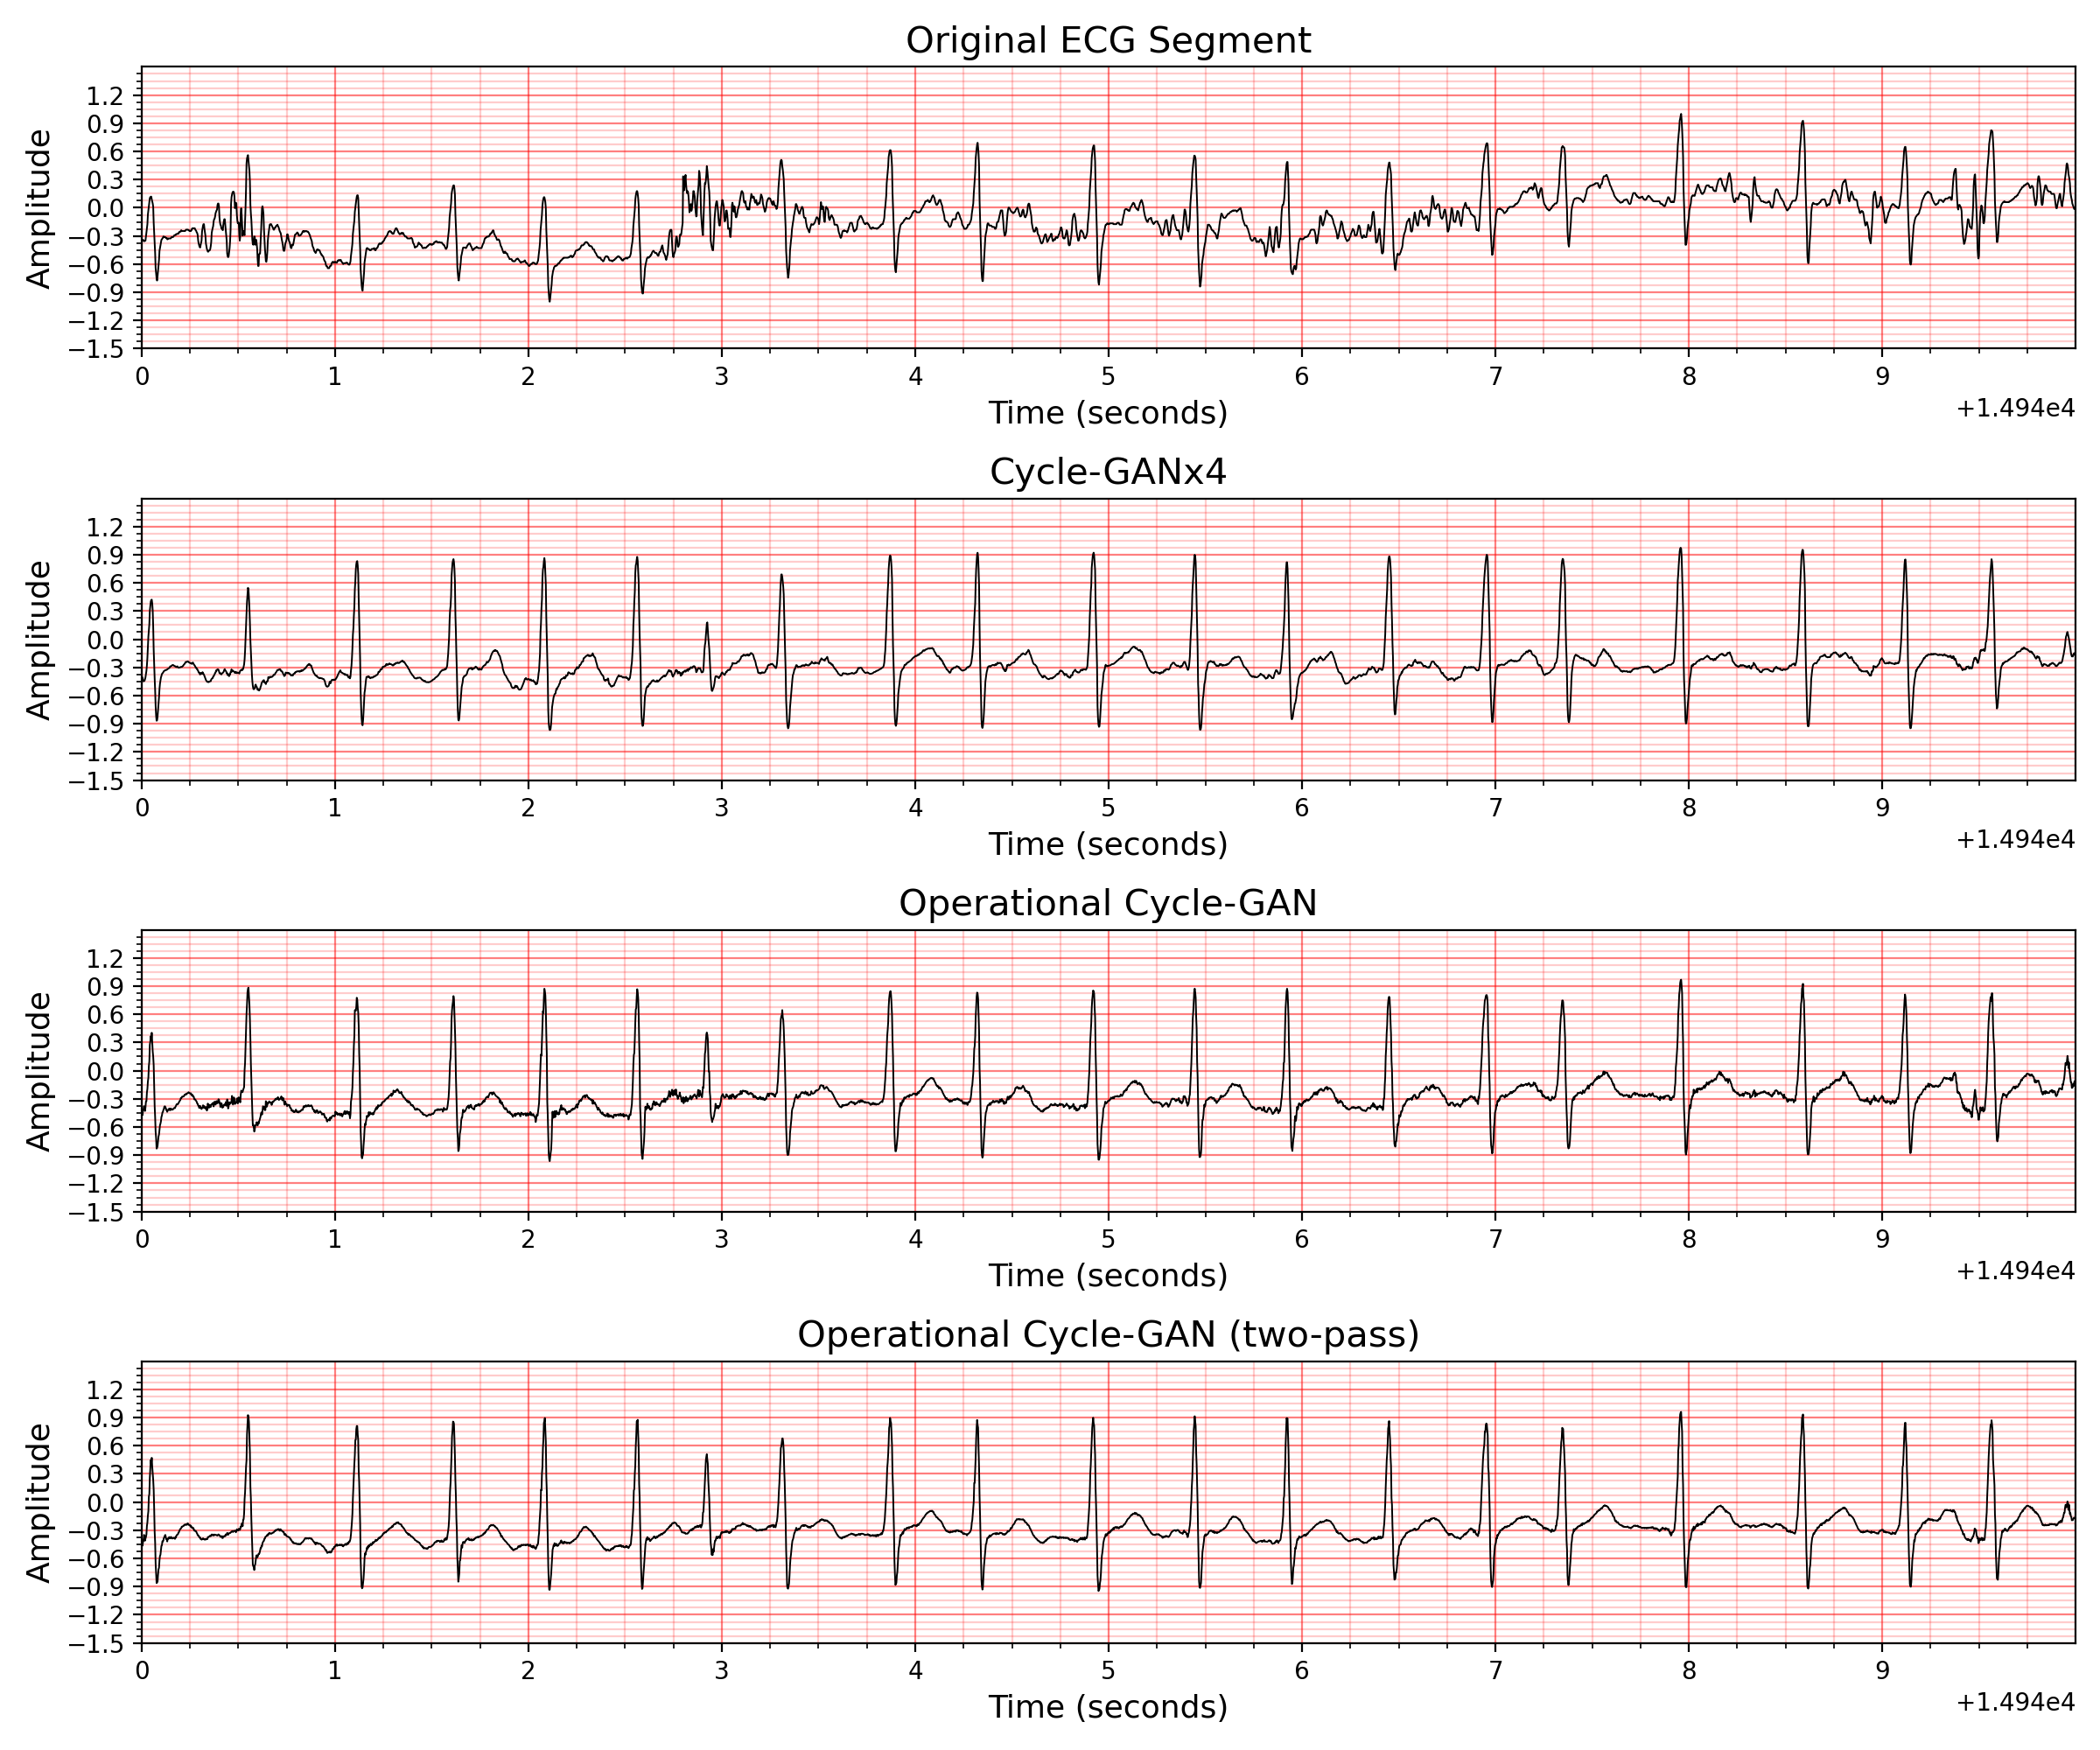 Original ECG Segment
Amplitude
1.2
0.9
0.6
0.3
0.0
−0.3
−0.6
−0.9
−1.2
−1.5
0 1 2 3 4 5 6 7 8 9
Time (seconds)
+1.494e4
Cycle-GANx4
Amplitude
1.2
0.9
0.6
0.3
0.0
−0.3
−0.6
−0.9
−1.2
−1.5
0 1 2 3 4 5 6 7 8 9
Time (seconds)
+1.494e4
Operational Cycle-GAN
Amplitude
1.2
0.9
0.6
0.3
0.0
−0.3
−0.6
−0.9
−1.2
−1.5
0 1 2 3 4 5 6 7 8 9
Time (seconds)
+1.494e4
Operational Cycle-GAN (two-pass)
Amplitude
1.2
0.9
0.6
0.3
0.0
−0.3
−0.6
−0.9
−1.2
−1.5
0 1 2 3 4 5 6 7 8 9
Time (seconds)
+1.494e4